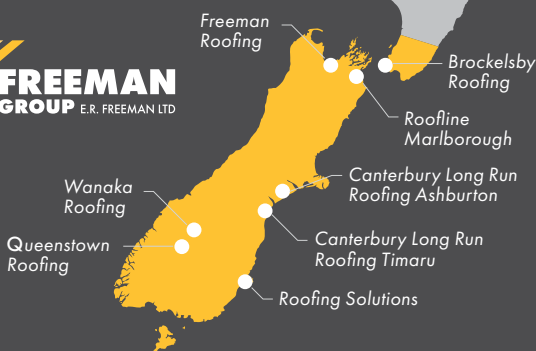 Freeman
Roofing
FREEMAN
GROUP E.R. FREEMAN LTD
Brockelsby
Roofing
Roofline
Marlborough
Canterbury Long Run
Roofing Ashburton
Wanaka
Roofing
Queenstown
Roofing
Canterbury Long Run
Roofing Timaru
Roofing Solutions